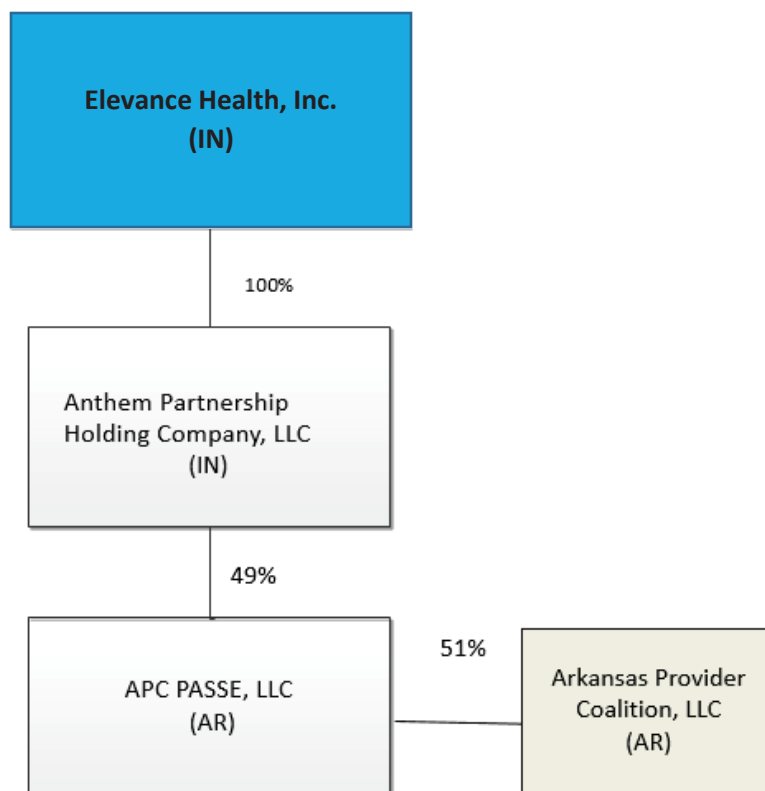 Elevance Health, Inc.
(IN)
100%
Anthem Partnership
Holding Company, LLC
(IN)
49%
APC PASSE, LLC
(AR)
51%
Arkansas Provider
Coalition, LLC
(AR)